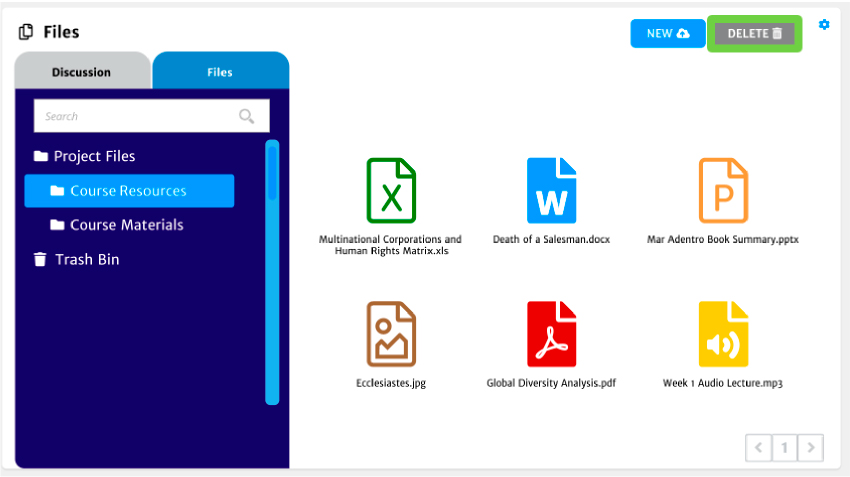 Files
NEW
DELETE
Discussion
Files
Search
Project Files
Course Resources
Course Materials
Trash Bin
X
W
P
Multinational Corporations and
Human Rights Matrix.xls
Death of a Salesman.docx
Mar Adentro Book Summary.pptx
Ecclesiastes.jpg
Global Diversity Analysis.pdf
Week 1 Audio Lecture.mp3
< 1 >